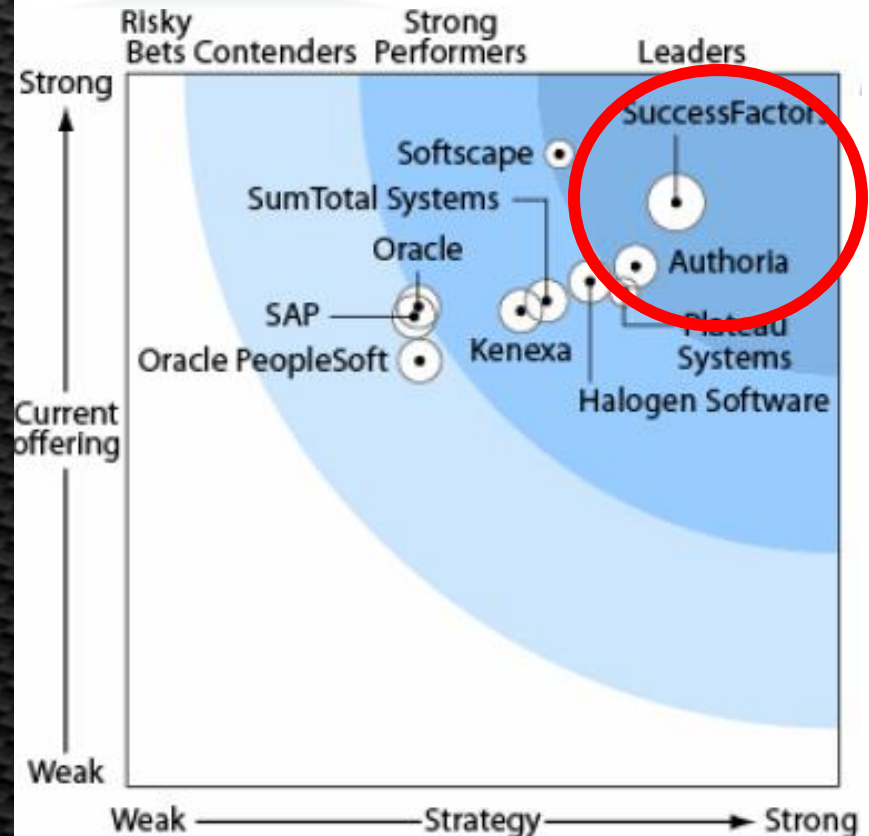 Risky
Bets Contenders
Strong
Performers
Leaders
Strong
SuccessFactors
Softscape
SumTotal Systems
Oracle
Authoria
SAP
Plateau
Systems
Kenexa
Oracle PeopleSoft
Halogen Software
Current
offering
Weak
Weak Strategy Strong